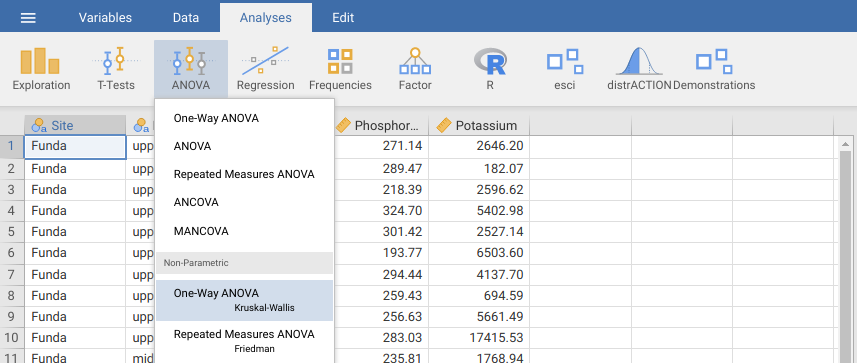 Variables Data Analyses Edit
Exploration T-Tests ANOVA Regression Frequencies Factor R esci distrACTION Demonstrations
One-Way ANOVA
ANOVA
Repeated Measures ANOVA
ANCOVA
MANCOVA
Non-Parametric
One-Way ANOVA
Kruskal-Wallis
Repeated Measures ANOVA
Friedman
Site Phosphor... Potassium
1 Funda upp 271.14 2646.20
2 Funda upp 289.47 182.07
3 Funda upp 218.39 2596.62
4 Funda upp 324.70 5402.98
5 Funda upp 301.42 2527.14
6 Funda upp 193.77 6503.60
7 Funda upp 294.44 4137.70
8 Funda upp 259.43 694.59
9 Funda upp 256.63 5661.49
10 Funda upp 283.03 17415.53
11 Funda mid 235.81 1768.94